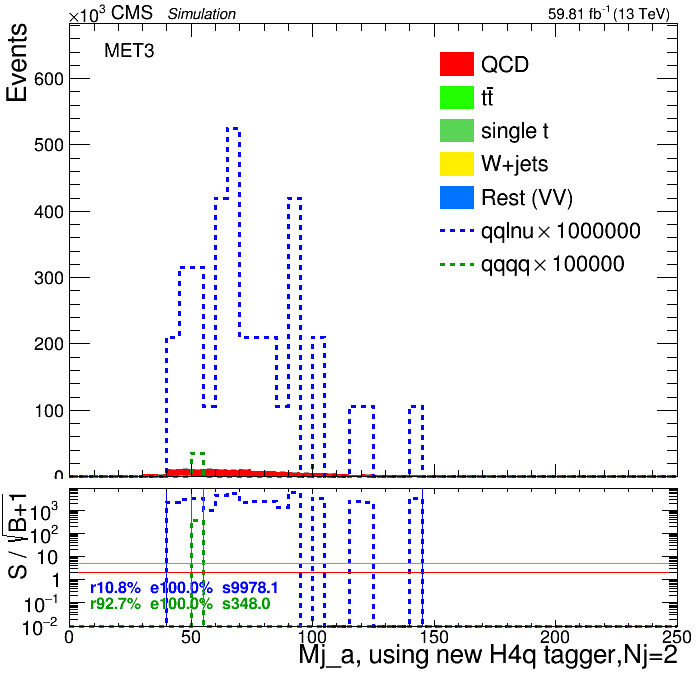 ×10³ CMS Simulation 59.81 fb⁻¹ (13 TeV)
Events
MET3
QCD
tt̄
single t
W+jets
Rest (VV)
qqlnu × 1000000
qqqq × 100000
600
500
400
300
200
100
0
S / √B+1
10³
10²
10
1
10⁻¹
10⁻²
r10.8% e100.0% s9978.1
r92.7% e100.0% s348.0
0 50 100 150 200 250
Mj_a, using new H4q tagger,Nj=2